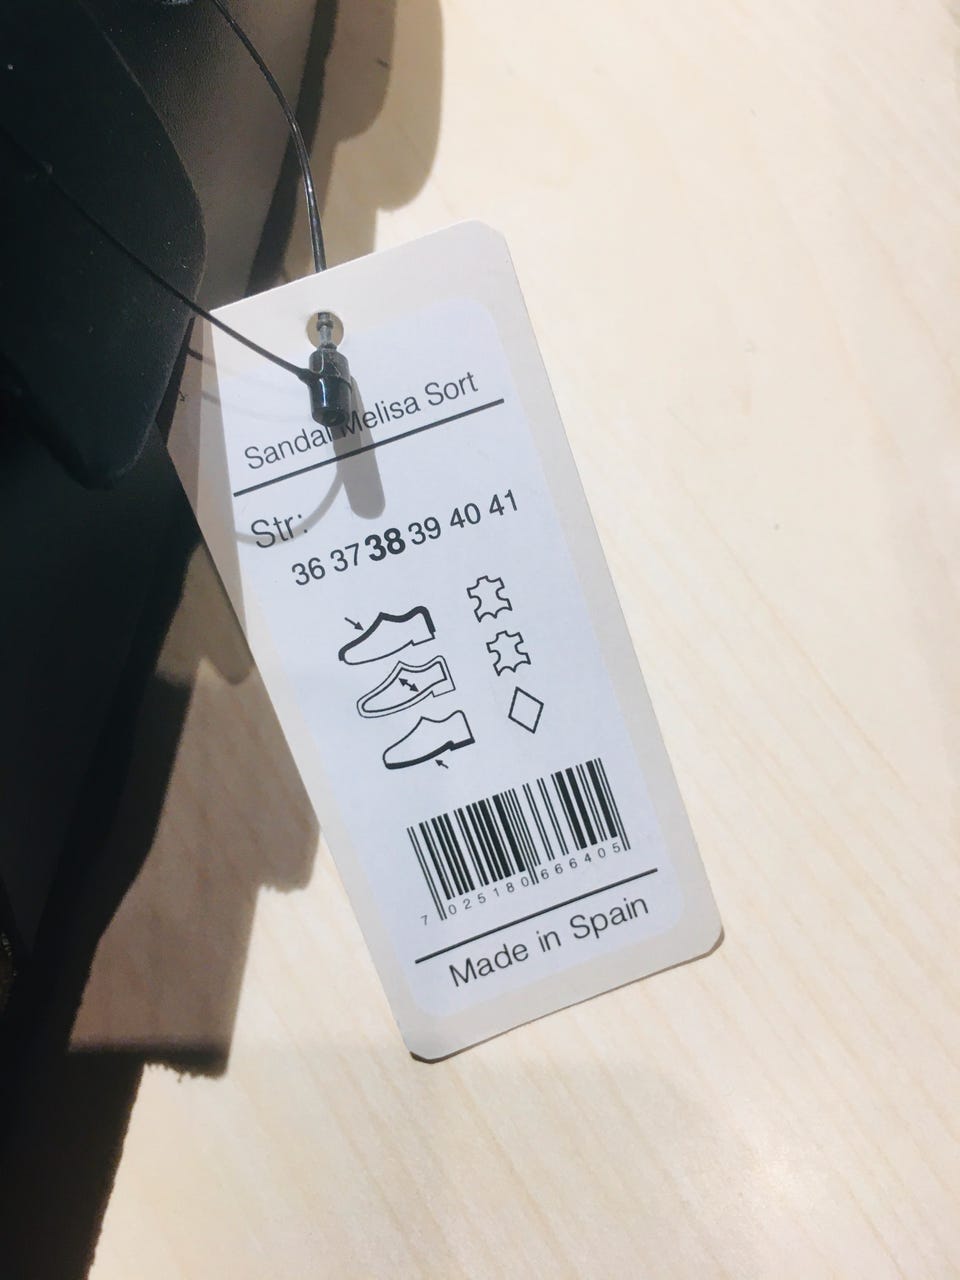 Sandal Melisa Sort
Str:
36 37 38 39 40 41
7 025180 666405
Made in Spain